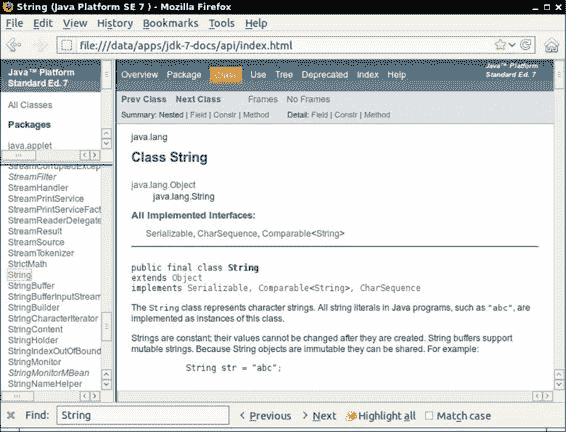 String (Java Platform SE 7 ) - Mozilla Firefox
File Edit View History Bookmarks Tools Help
file:///data/apps/jdk-7-docs/api/index.html
Java™ Platform
Standard Ed. 7
All Classes
Packages
java.applet
StreamCorruptedExcep
StreamFilter
StreamHandler
StreamPrintService
StreamPrintServiceFact
StreamReaderDelegate
StreamResult
StreamSource
StreamTokenizer
StrictMath
String
StringBuffer
StringBufferInputStream
StringBuilder
StringCharacterIterator
StringContent
StringHolder
StringIndexOutOfBound
StringMonitor
StringMonitorMBean
StringNameHelper
Overview Package Class Use Tree Deprecated Index Help
Java™ Platform
Standard Ed. 7
Prev Class Next Class Frames No Frames
Summary: Nested | Field | Constr | Method Detail: Field | Constr | Method
java.lang
Class String
java.lang.Object
java.lang.String
All Implemented Interfaces:
Serializable, CharSequence, Comparable<String>
public final class String
extends Object
implements Serializable, Comparable<String>, CharSequence
The String class represents character strings. All string literals in Java programs, such as "abc", are
implemented as instances of this class.
Strings are constant; their values cannot be changed after they are created. String buffers support
mutable strings. Because String objects are immutable they can be shared. For example:
String str = "abc";
Find: String Previous Next Highlight all Match case